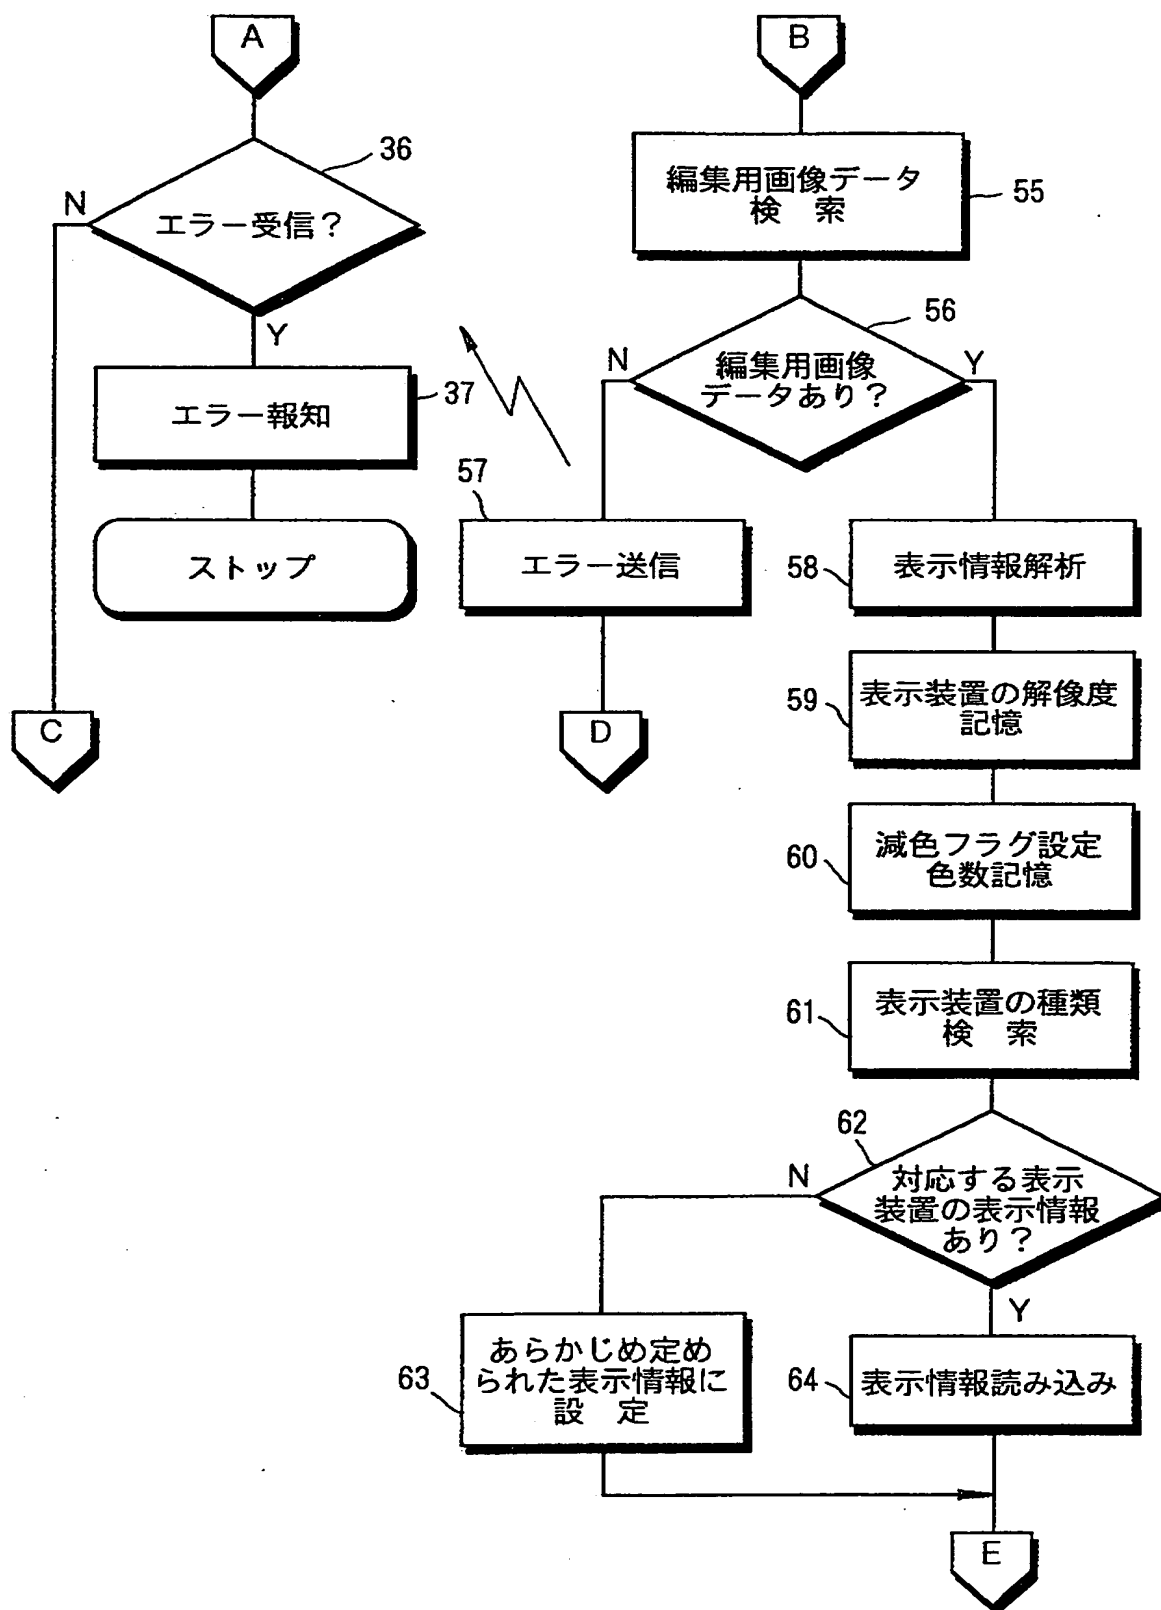 A
36
N
エラー受信?
Y
37
エラー報知
ストップ
C
B
編集用画像データ
検 索
55
56
N
編集用画像
データあり?
Y
57
エラー送信
D
58
表示情報解析
59
表示装置の解像度
記憶
60
減色フラグ設定
色数記憶
61
表示装置の種類
検 索
62
N
対応する表示
装置の表示情報
あり?
Y
63
あらかじめ定め
られた表示情報に
設 定
64
表示情報読み込み
E